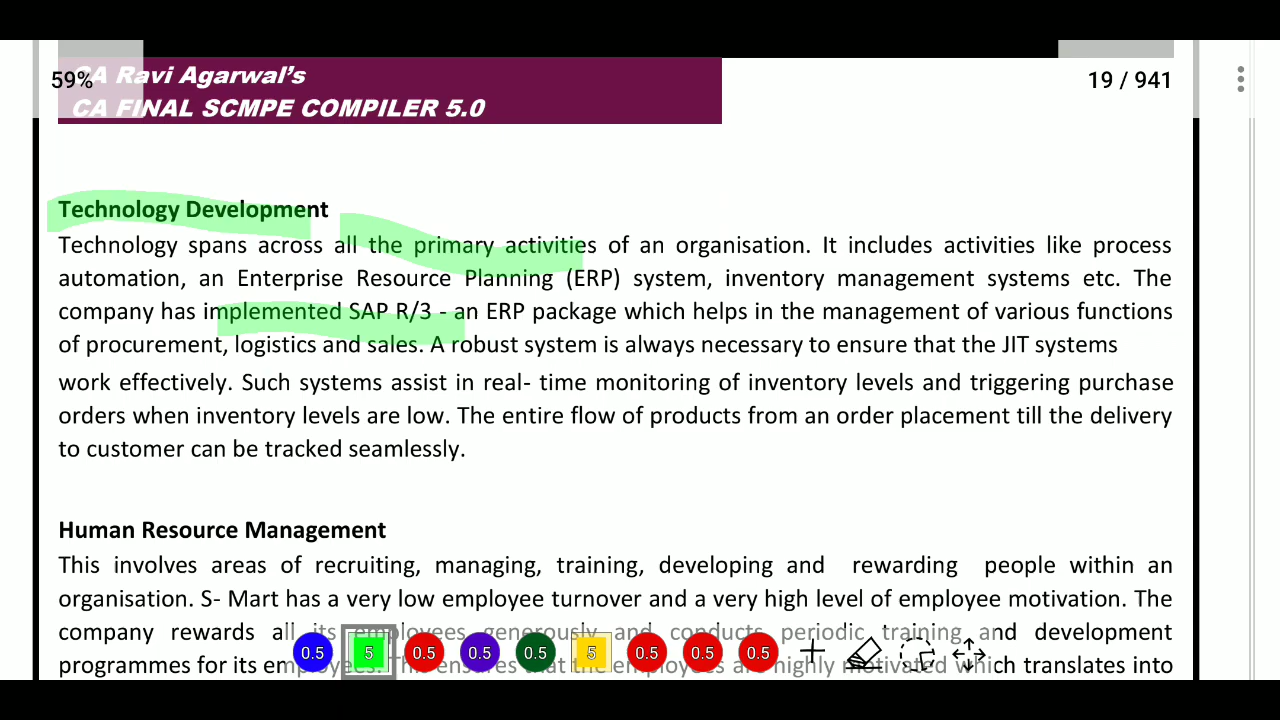 59%
CA Ravi Agarwal's
19 / 941
CA FINAL SCMPE COMPILER 5.0
Technology Development
Technology spans across all the primary activities of an organisation. It includes activities like process
automation, an Enterprise Resource Planning (ERP) system, inventory management systems etc. The
company has implemented SAP R/3 - an ERP package which helps in the management of various functions
of procurement, logistics and sales. A robust system is always necessary to ensure that the JIT systems
work effectively. Such systems assist in real- time monitoring of inventory levels and triggering purchase
orders when inventory levels are low. The entire flow of products from an order placement till the delivery
to customer can be tracked seamlessly.
Human Resource Management
This involves areas of recruiting, managing, training, developing and rewarding people within an
organisation. S- Mart has a very low employee turnover and a very high level of employee motivation. The
company rewards all its employees generously and conducts periodic training and development
programmes for its employees. This ensures that the employees are highly motivated which translates into
0.5 5 0.5 0.5 0.5 5 0.5 0.5 0.5